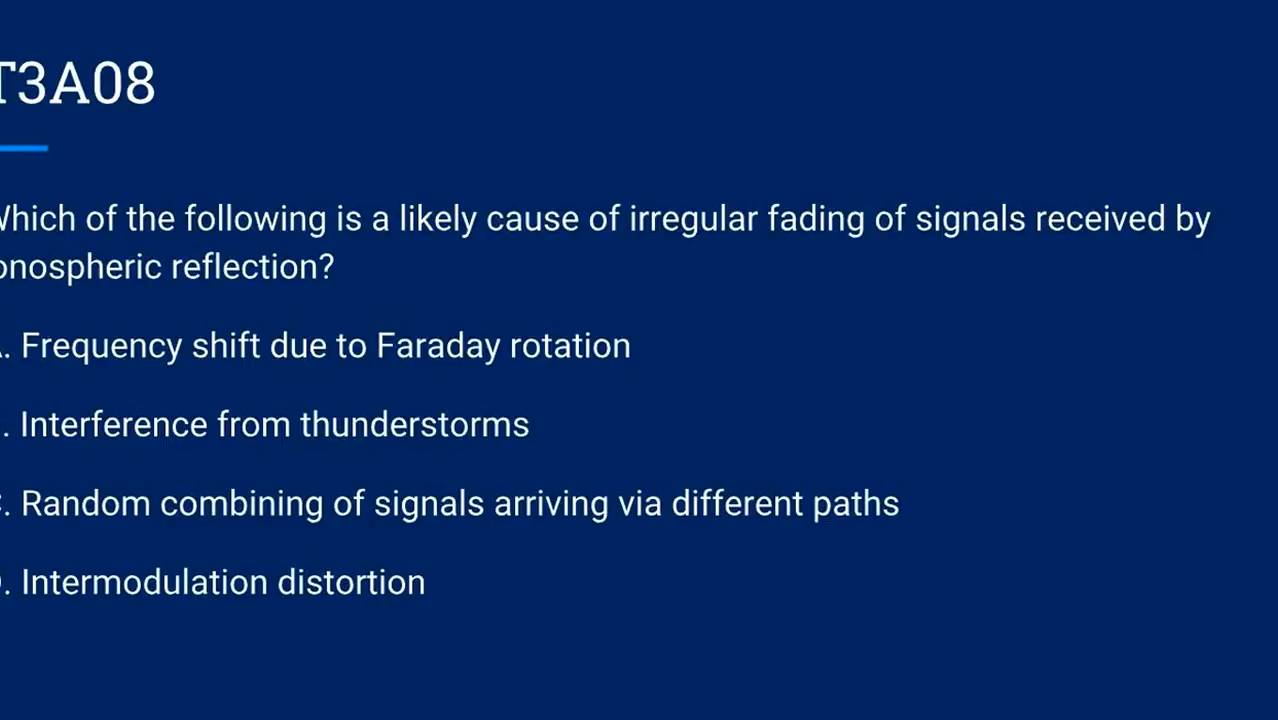 T3A08
Which of the following is a likely cause of irregular fading of signals received by
onospheric reflection?
A. Frequency shift due to Faraday rotation
. Interference from thunderstorms
C. Random combining of signals arriving via different paths
D. Intermodulation distortion